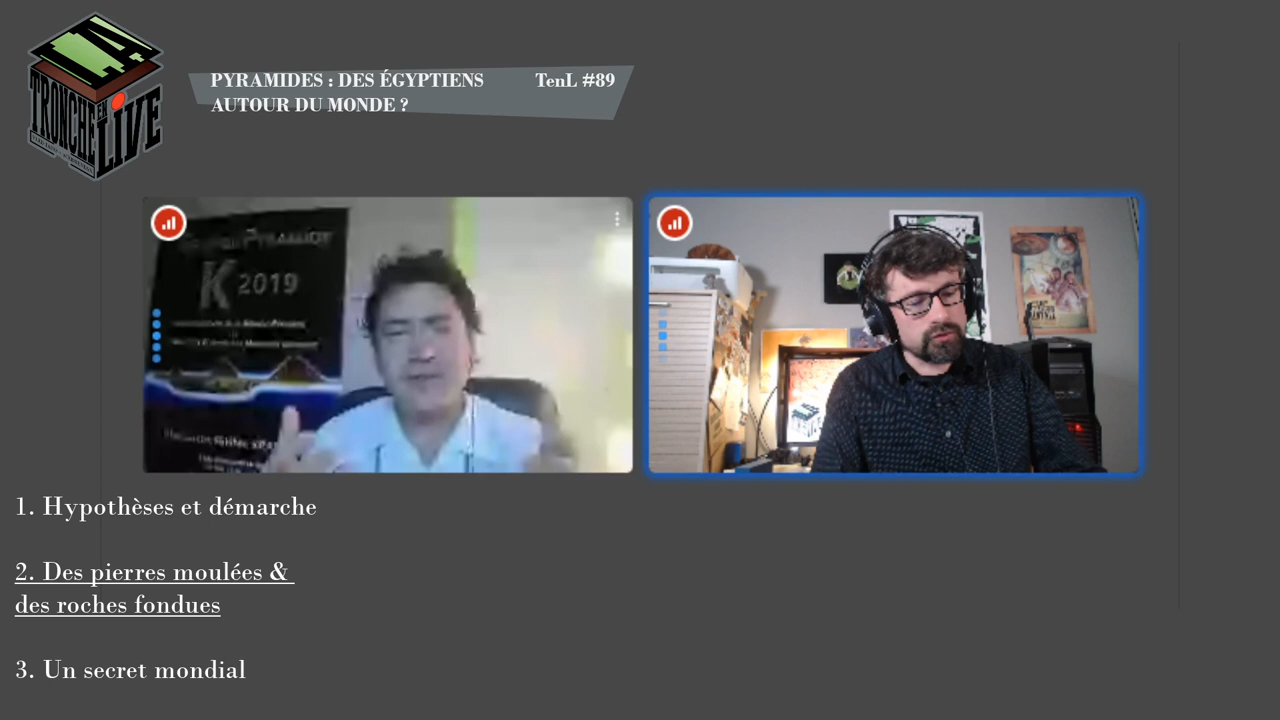 LA
TRONCHE
EN
LIVE
PYRAMIDES : DES ÉGYPTIENS
AUTOUR DU MONDE ?
TenL #89
K 2019
1. Hypothèses et démarche
2. Des pierres moulées &
des roches fondues
3. Un secret mondial